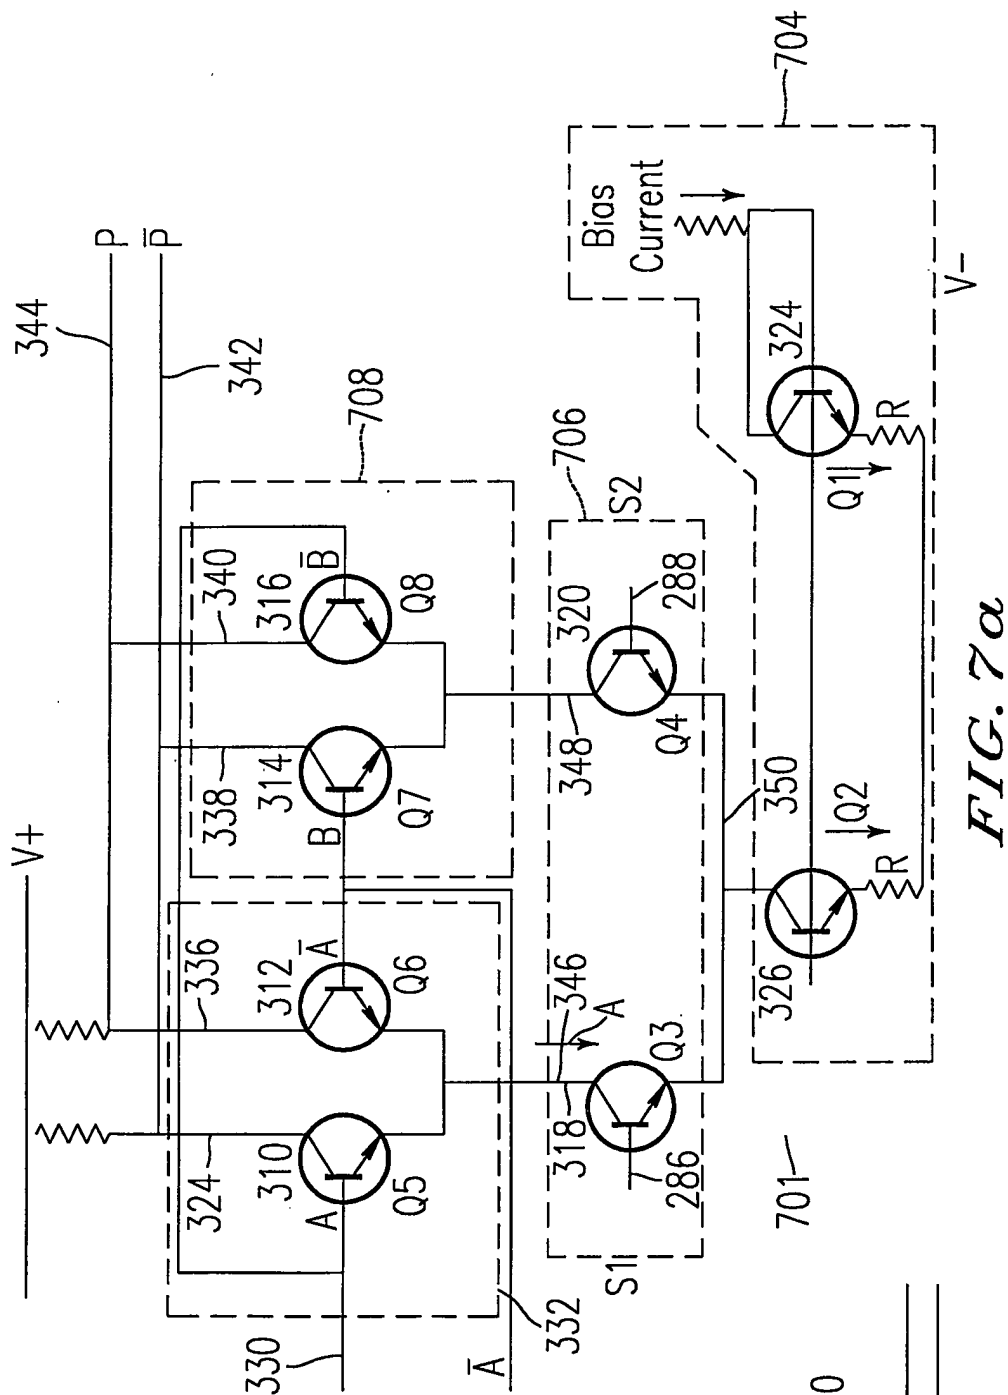 V+
344
P
P̅
342
324
336
338
340
708
310
312
314
316
A
A̅
B
B̅
Q5
Q6
Q7
Q8
330
332
A̅
346
A
348
706
S1
S2
318
320
Q3
Q4
286
288
350
Bias
Current
704
326
324
Q2
Q1
R
R
701
V-
0
FIG. 7a